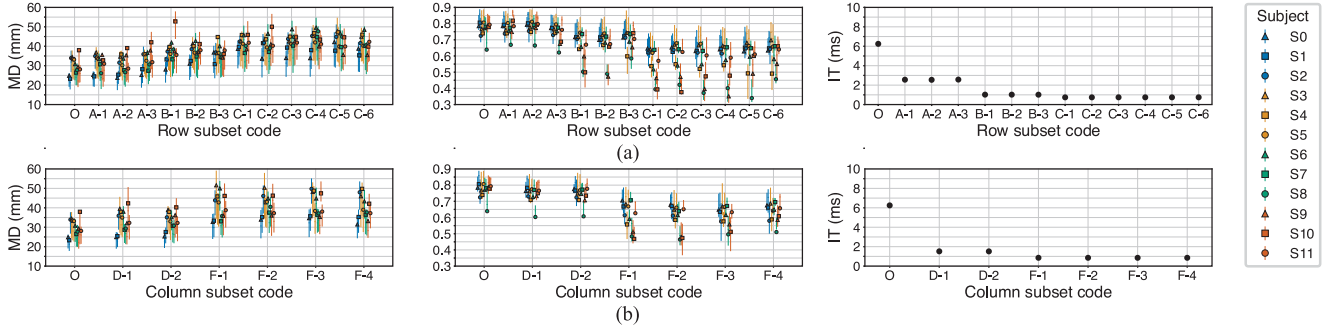 MD (mm)
60
50
40
30
20
10
O A-1 A-2 A-3 B-1 B-2 B-3 C-1 C-2 C-3 C-4 C-5 C-6
Row subset code
0.9
0.8
0.7
0.6
0.5
0.4
0.3
O A-1 A-2 A-3 B-1 B-2 B-3 C-1 C-2 C-3 C-4 C-5 C-6
Row subset code
IT (ms)
10
8
6
4
2
0
O A-1 A-2 A-3 B-1 B-2 B-3 C-1 C-2 C-3 C-4 C-5 C-6
Row subset code
(a)
MD (mm)
60
50
40
30
20
10
O D-1 D-2 F-1 F-2 F-3 F-4
Column subset code
0.9
0.8
0.7
0.6
0.5
0.4
0.3
O D-1 D-2 F-1 F-2 F-3 F-4
Column subset code
IT (ms)
10
8
6
4
2
0
O D-1 D-2 F-1 F-2 F-3 F-4
Column subset code
(b)
Subject
S0
S1
S2
S3
S4
S5
S6
S7
S8
S9
S10
S11